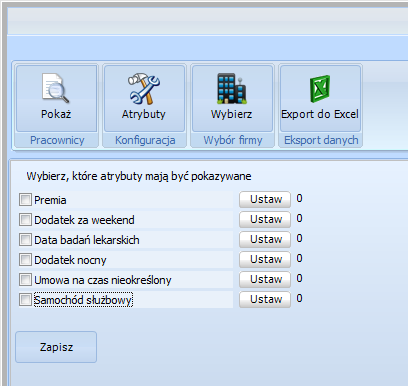 Pokaż Atrybuty Wybierz Export do Excel
Pracownicy Konfiguracja Wybór firmy Eksport danych
Wybierz, które atrybuty mają być pokazywane
Premia Ustaw 0
Dodatek za weekend Ustaw 0
Data badań lekarskich Ustaw 0
Dodatek nocny Ustaw 0
Umowa na czas nieokreślony Ustaw 0
Samochód służbowy Ustaw 0
Zapisz